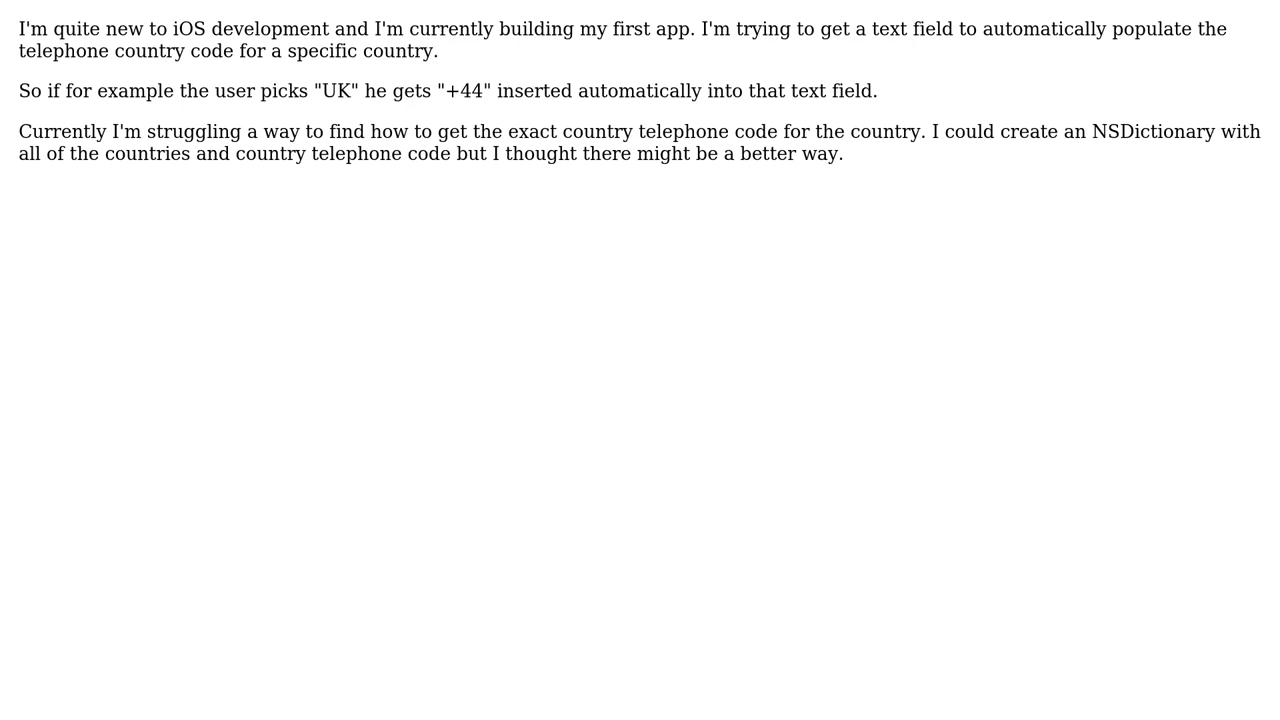 I'm quite new to iOS development and I'm currently building my first app. I'm trying to get a text field to automatically populate the
telephone country code for a specific country.
So if for example the user picks "UK" he gets "+44" inserted automatically into that text field.
Currently I'm struggling a way to find how to get the exact country telephone code for the country. I could create an NSDictionary with
all of the countries and country telephone code but I thought there might be a better way.